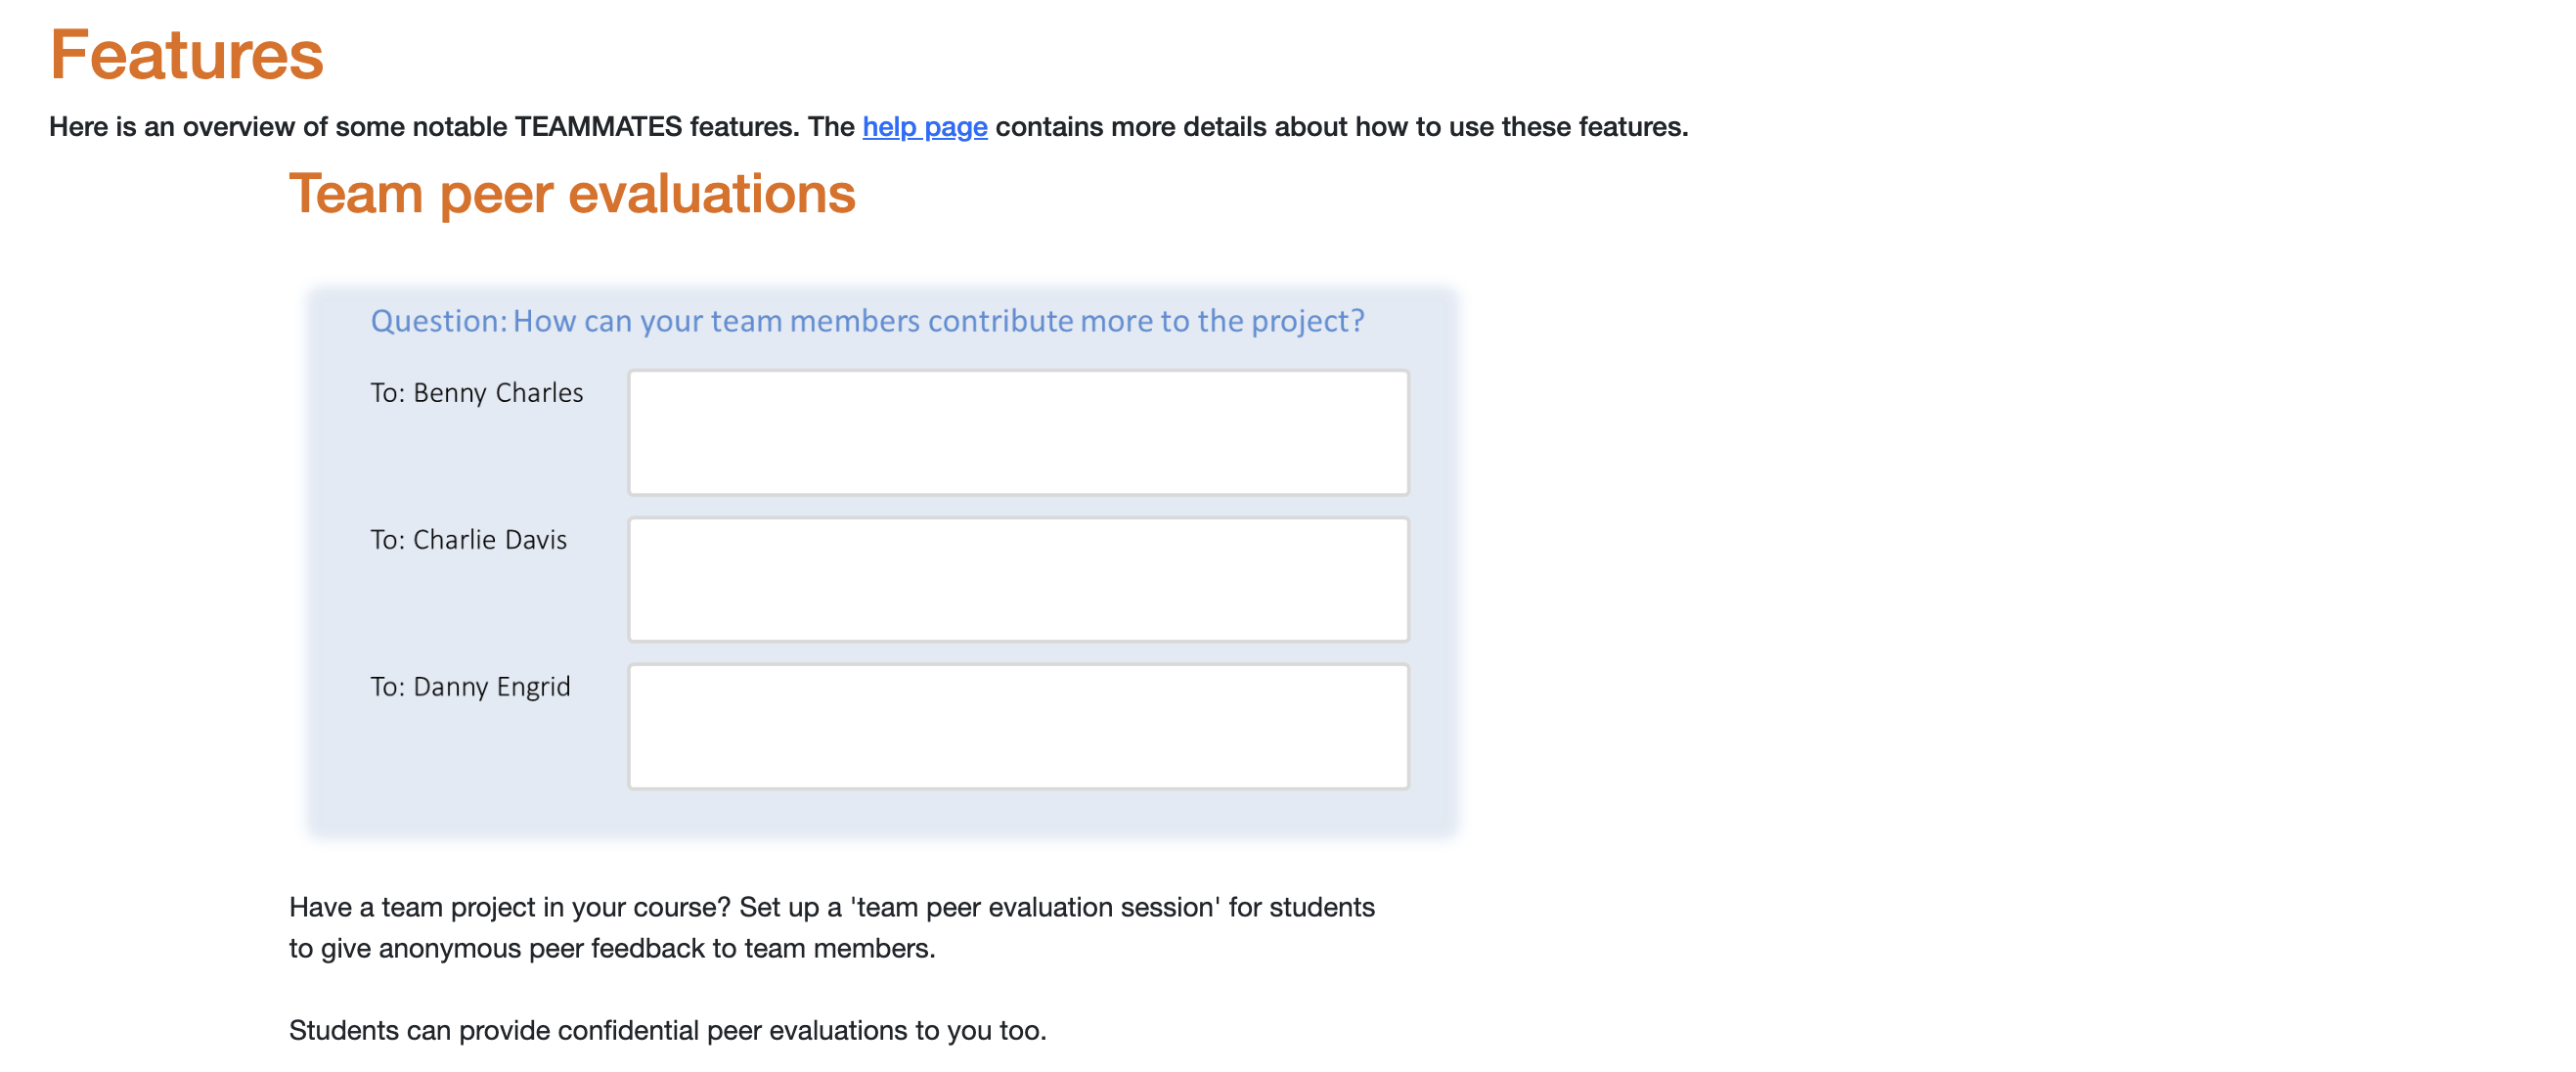 Features
Here is an overview of some notable TEAMMATES features. The help page contains more details about how to use these features.
Team peer evaluations
Question: How can your team members contribute more to the project?
To: Benny Charles
To: Charlie Davis
To: Danny Engrid
Have a team project in your course? Set up a 'team peer evaluation session' for students
to give anonymous peer feedback to team members.
Students can provide confidential peer evaluations to you too.